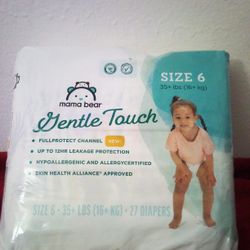 SIZE 6
35+ lbs (16+ kg)
mama bear
Gentle Touch
FULLPROTECT CHANNEL NEW!
UP TO 12HR LEAKAGE PROTECTION
HYPOALLERGENIC AND ALLERGYCERTIFIED
SKIN HEALTH ALLIANCE® APPROVED
SIZE 6 • 35+ LBS (16+ KG) • 27 DIAPERS